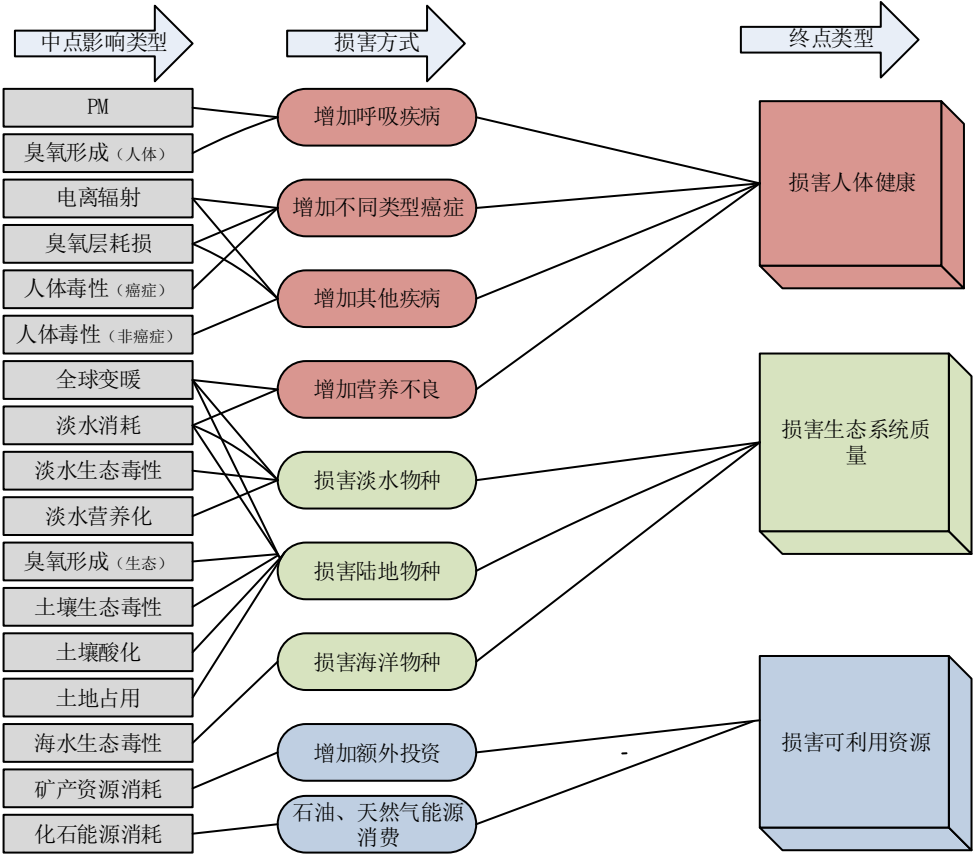 中点影响类型
损害方式
终点类型
PM
臭氧形成（人体）
电离辐射
臭氧层耗损
人体毒性（癌症）
人体毒性（非癌症）
全球变暖
淡水消耗
淡水生态毒性
淡水营养化
臭氧形成（生态）
土壤生态毒性
土壤酸化
土地占用
海水生态毒性
矿产资源消耗
化石能源消耗
增加呼吸疾病
增加不同类型癌症
增加其他疾病
增加营养不良
损害淡水物种
损害陆地物种
损害海洋物种
增加额外投资
石油、天然气能源
消费
损害人体健康
损害生态系统质
量
损害可利用资源
-